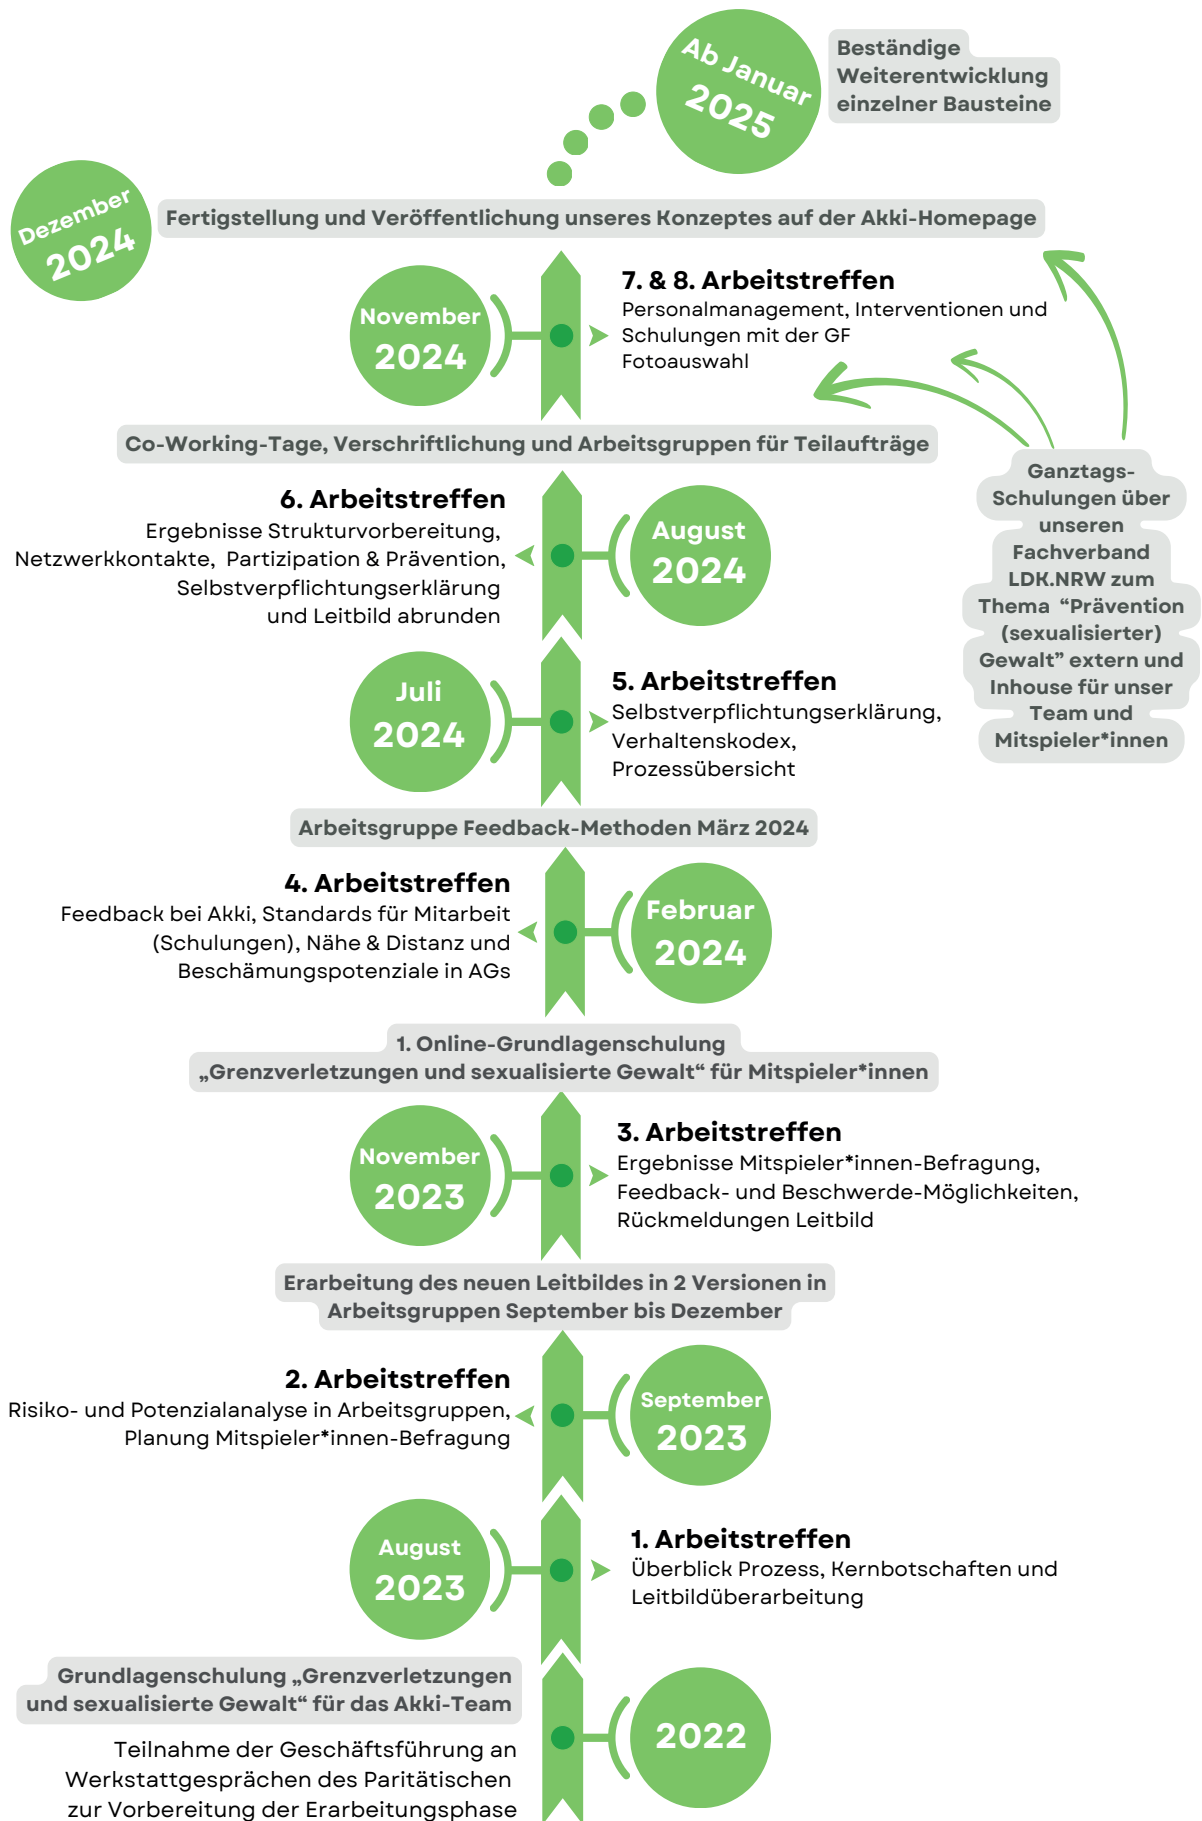 Ab Januar
2025
Beständige
Weiterentwicklung
einzelner Bausteine
Dezember
2024
Fertigstellung und Veröffentlichung unseres Konzeptes auf der Akki-Homepage
November
2024
7. & 8. Arbeitstreffen
Personalmanagement, Interventionen und
Schulungen mit der GF
Fotoauswahl
Co-Working-Tage, Verschriftlichung und Arbeitsgruppen für Teilaufträge
Ganztags-
Schulungen über
unseren
Fachverband
LDK.NRW zum
Thema “Prävention
(sexualisierter)
Gewalt” extern und
Inhouse für unser
Team und
Mitspieler*innen
6. Arbeitstreffen
Ergebnisse Strukturvorbereitung,
Netzwerkkontakte, Partizipation & Prävention,
Selbstverpflichtungserklärung
und Leitbild abrunden
August
2024
Juli
2024
5. Arbeitstreffen
Selbstverpflichtungserklärung,
Verhaltenskodex,
Prozessübersicht
Arbeitsgruppe Feedback-Methoden März 2024
4. Arbeitstreffen
Feedback bei Akki, Standards für Mitarbeit
(Schulungen), Nähe & Distanz und
Beschämungspotenziale in AGs
Februar
2024
1. Online-Grundlagenschulung
„Grenzverletzungen und sexualisierte Gewalt“ für Mitspieler*innen
November
2023
3. Arbeitstreffen
Ergebnisse Mitspieler*innen-Befragung,
Feedback- und Beschwerde-Möglichkeiten,
Rückmeldungen Leitbild
Erarbeitung des neuen Leitbildes in 2 Versionen in
Arbeitsgruppen September bis Dezember
2. Arbeitstreffen
Risiko- und Potenzialanalyse in Arbeitsgruppen,
Planung Mitspieler*innen-Befragung
September
2023
August
2023
1. Arbeitstreffen
Überblick Prozess, Kernbotschaften und
Leitbildüberarbeitung
Grundlagenschulung „Grenzverletzungen
und sexualisierte Gewalt“ für das Akki-Team
2022
Teilnahme der Geschäftsführung an
Werkstattgesprächen des Paritätischen
zur Vorbereitung der Erarbeitungsphase